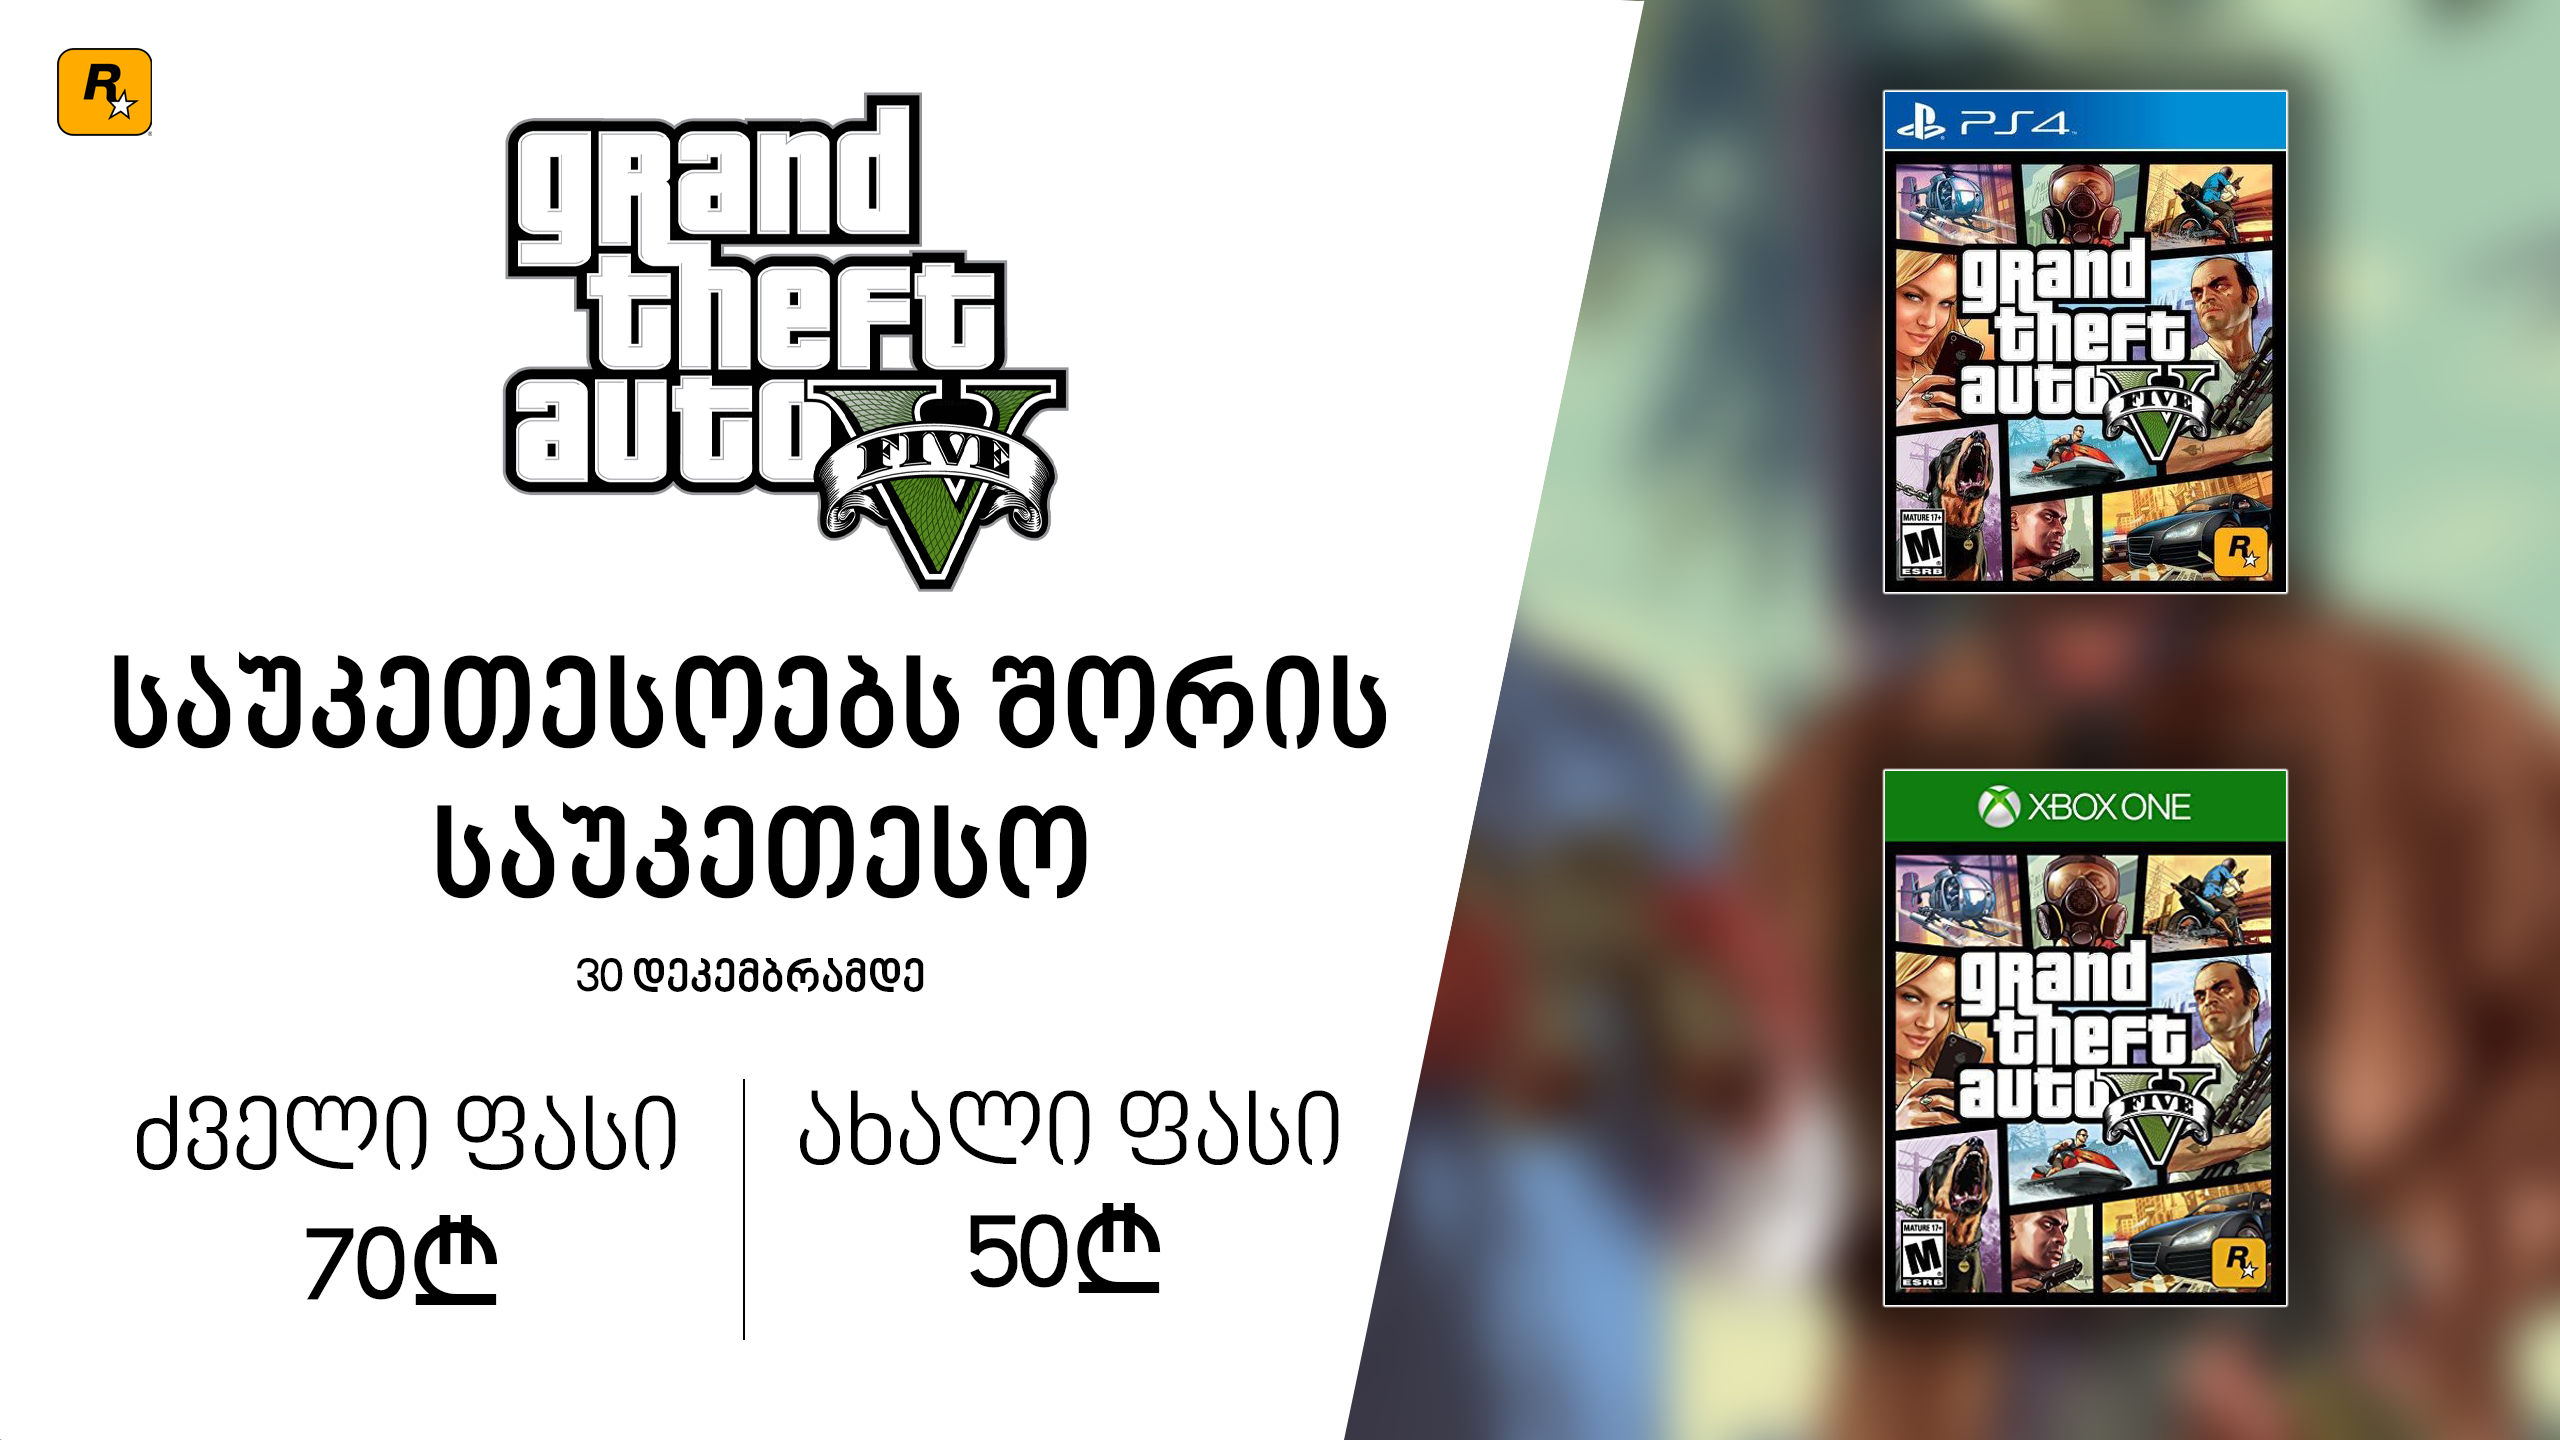 R
grand
theft
auto V
FIVE
საუკეთესოებს შორის
საუკეთესო
30 დეკემბრამდე
ძველი ფასი
70₾
ახალი ფასი
50₾
PS4
grand
theft
auto V
FIVE
MATURE 17+
M
ESRB
R
XBOX ONE
grand
theft
auto V
FIVE
MATURE 17+
M
ESRB
R